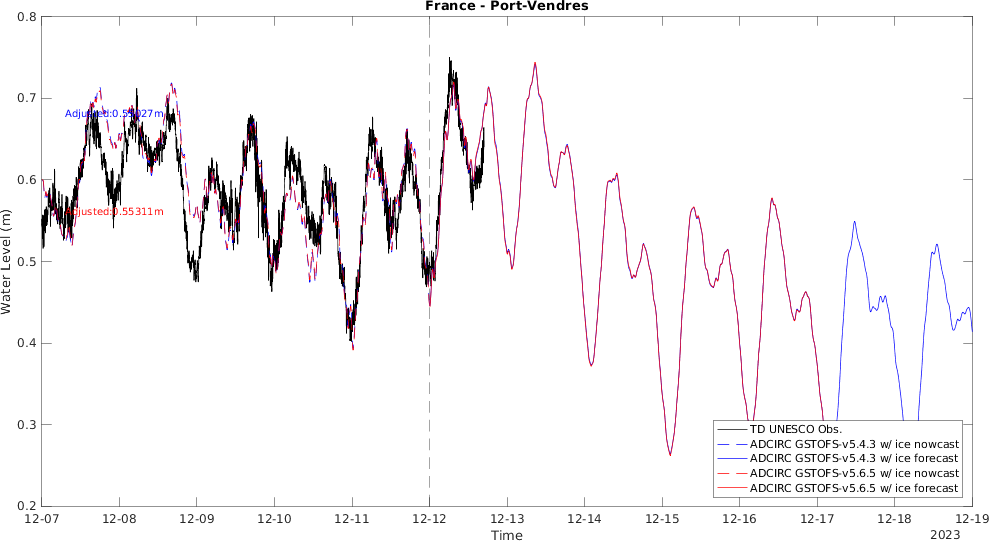 France - Port-Vendres
Water Level (m)
0.8
0.7
0.6
0.5
0.4
0.3
0.2
Adjusted:0.55027m
Adjusted:0.55311m
TD UNESCO Obs.
ADCIRC GSTOFS-v5.4.3 w/ ice nowcast
ADCIRC GSTOFS-v5.4.3 w/ ice forecast
ADCIRC GSTOFS-v5.6.5 w/ ice nowcast
ADCIRC GSTOFS-v5.6.5 w/ ice forecast
12-07 12-08 12-09 12-10 12-11 12-12 12-13 12-14 12-15 12-16 12-17 12-18 12-19
Time
2023